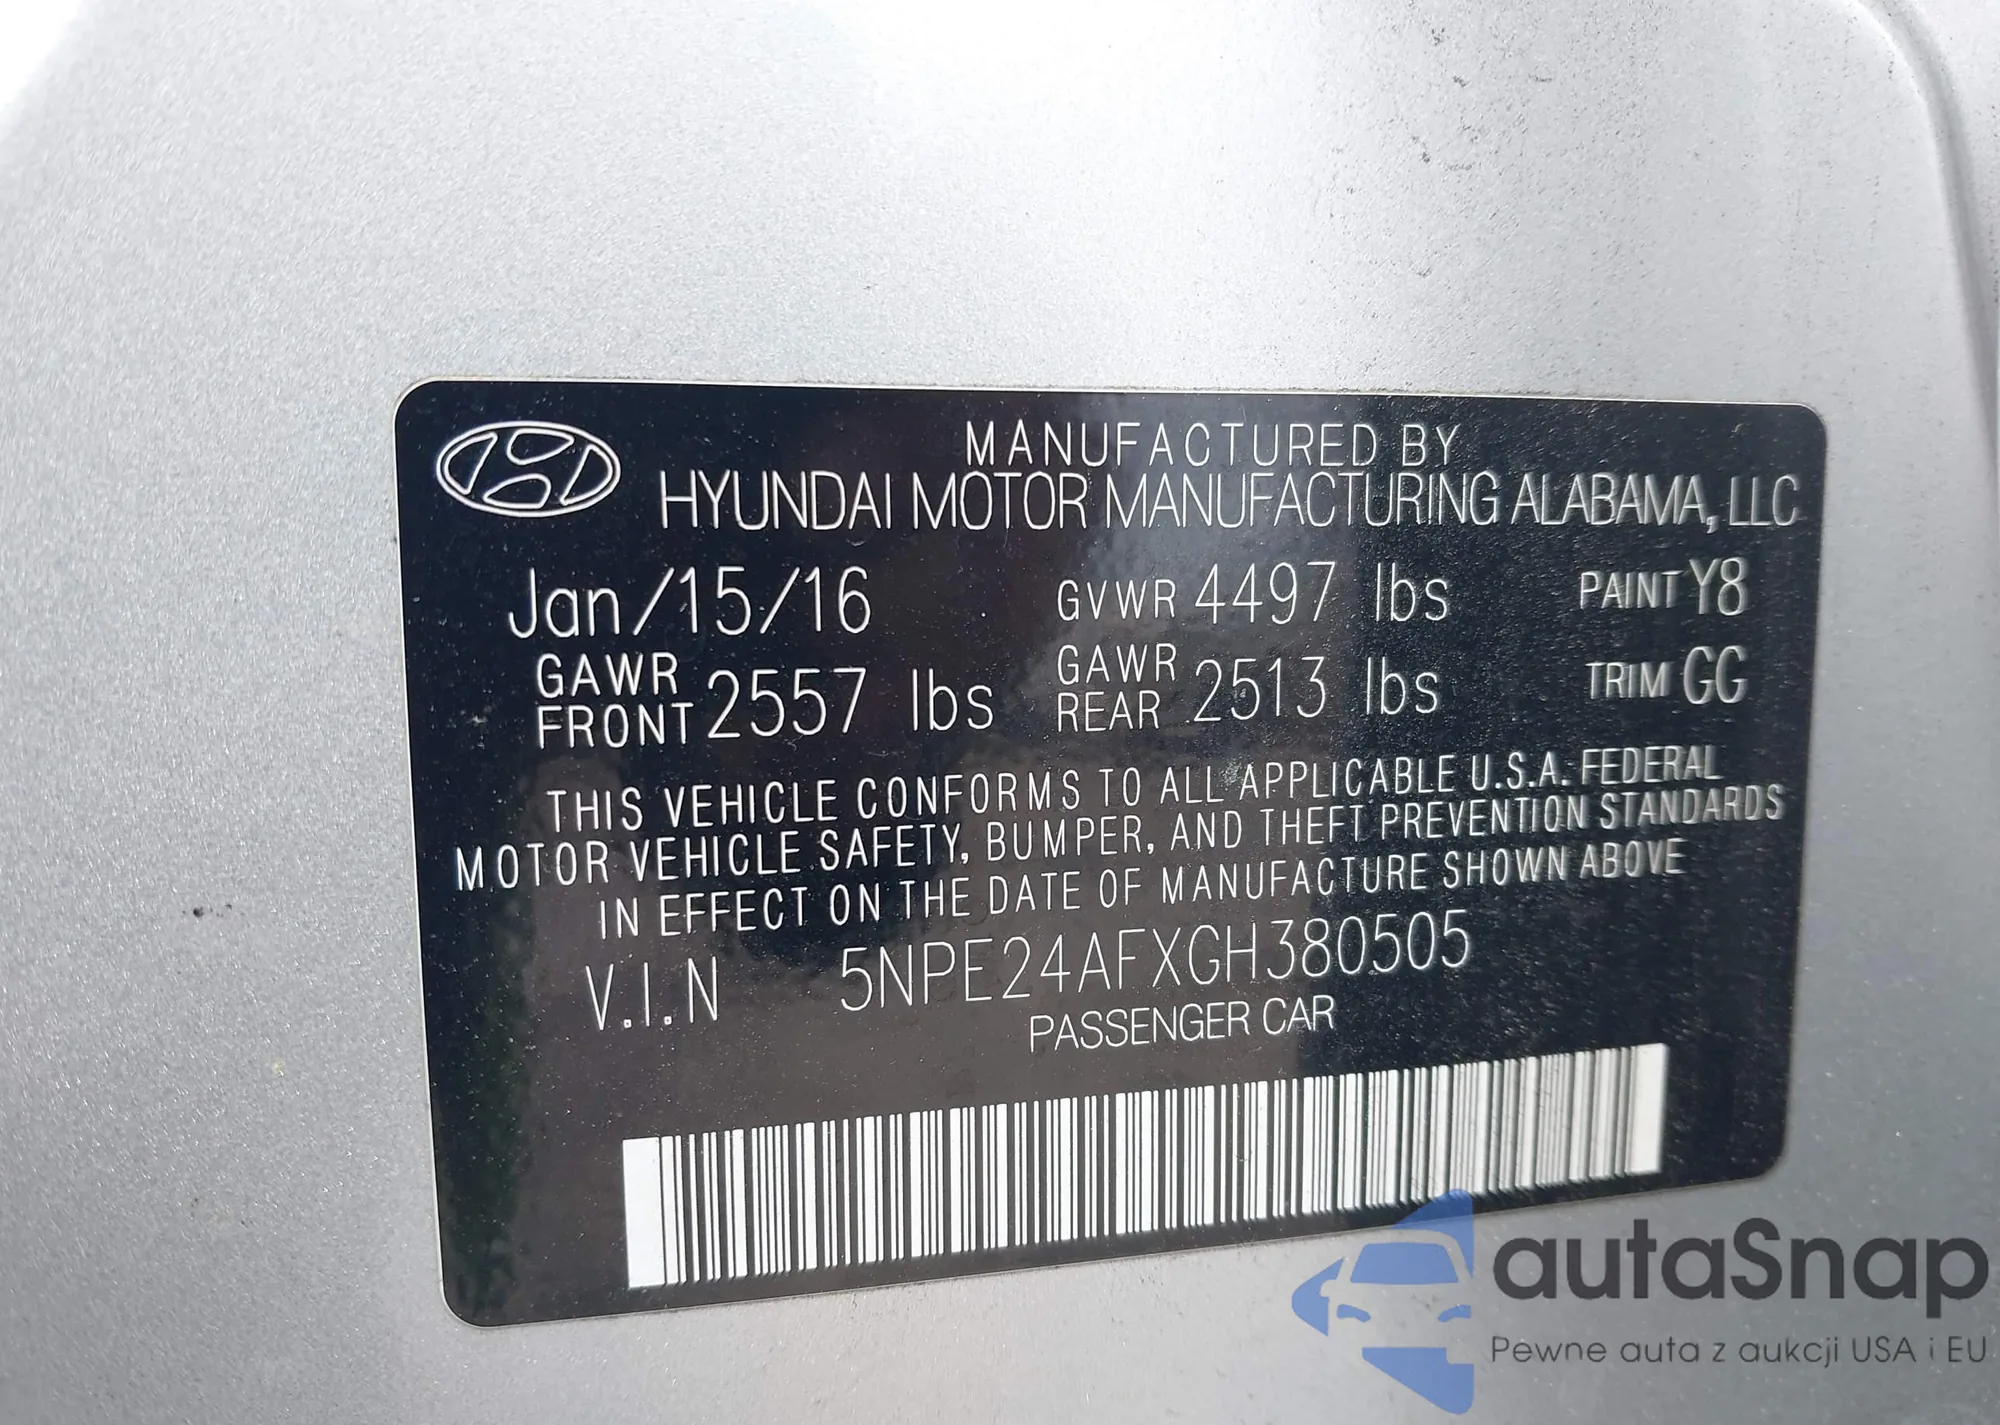 MANUFACTURED BY
HYUNDAI MOTOR MANUFACTURING ALABAMA, LLC
Jan/15/16 GVWR 4497 lbs PAINT Y8
GAWR FRONT 2557 lbs GAWR REAR 2513 lbs TRIM GG
THIS VEHICLE CONFORMS TO ALL APPLICABLE U.S.A. FEDERAL
MOTOR VEHICLE SAFETY, BUMPER, AND THEFT PREVENTION STANDARDS
IN EFFECT ON THE DATE OF MANUFACTURE SHOWN ABOVE
V.I.N 5NPE24AFXGH380505
PASSENGER CAR
autaSnap
Pewne auta z aukcji USA i EU